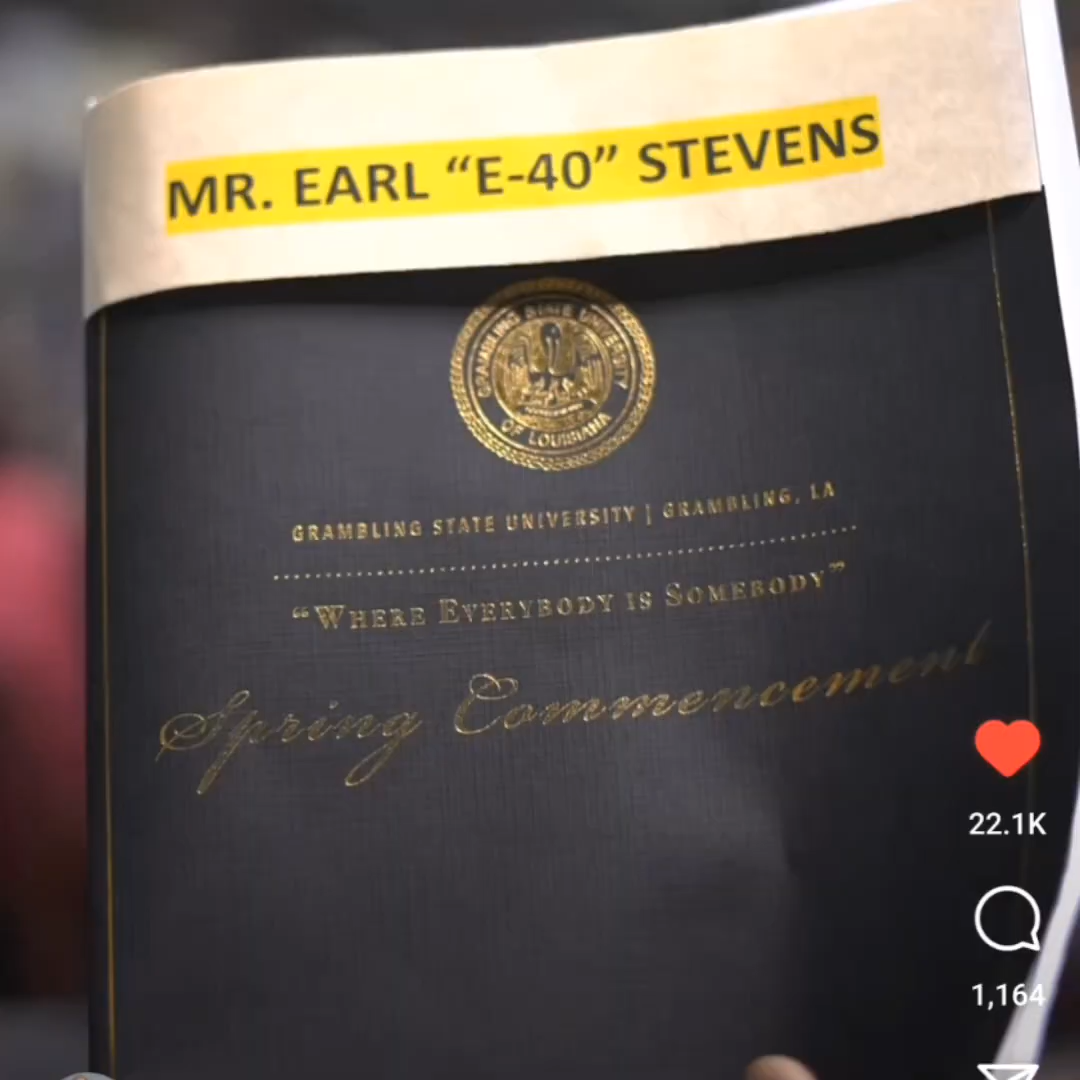 MR. EARL “E-40” STEVENS
GRAMBLING STATE UNIVERSITY
OF LOUISIANA
GRAMBLING STATE UNIVERSITY | GRAMBLING, LA
“WHERE EVERYBODY IS SOMEBODY”
Spring Commencement
22.1K
1,164